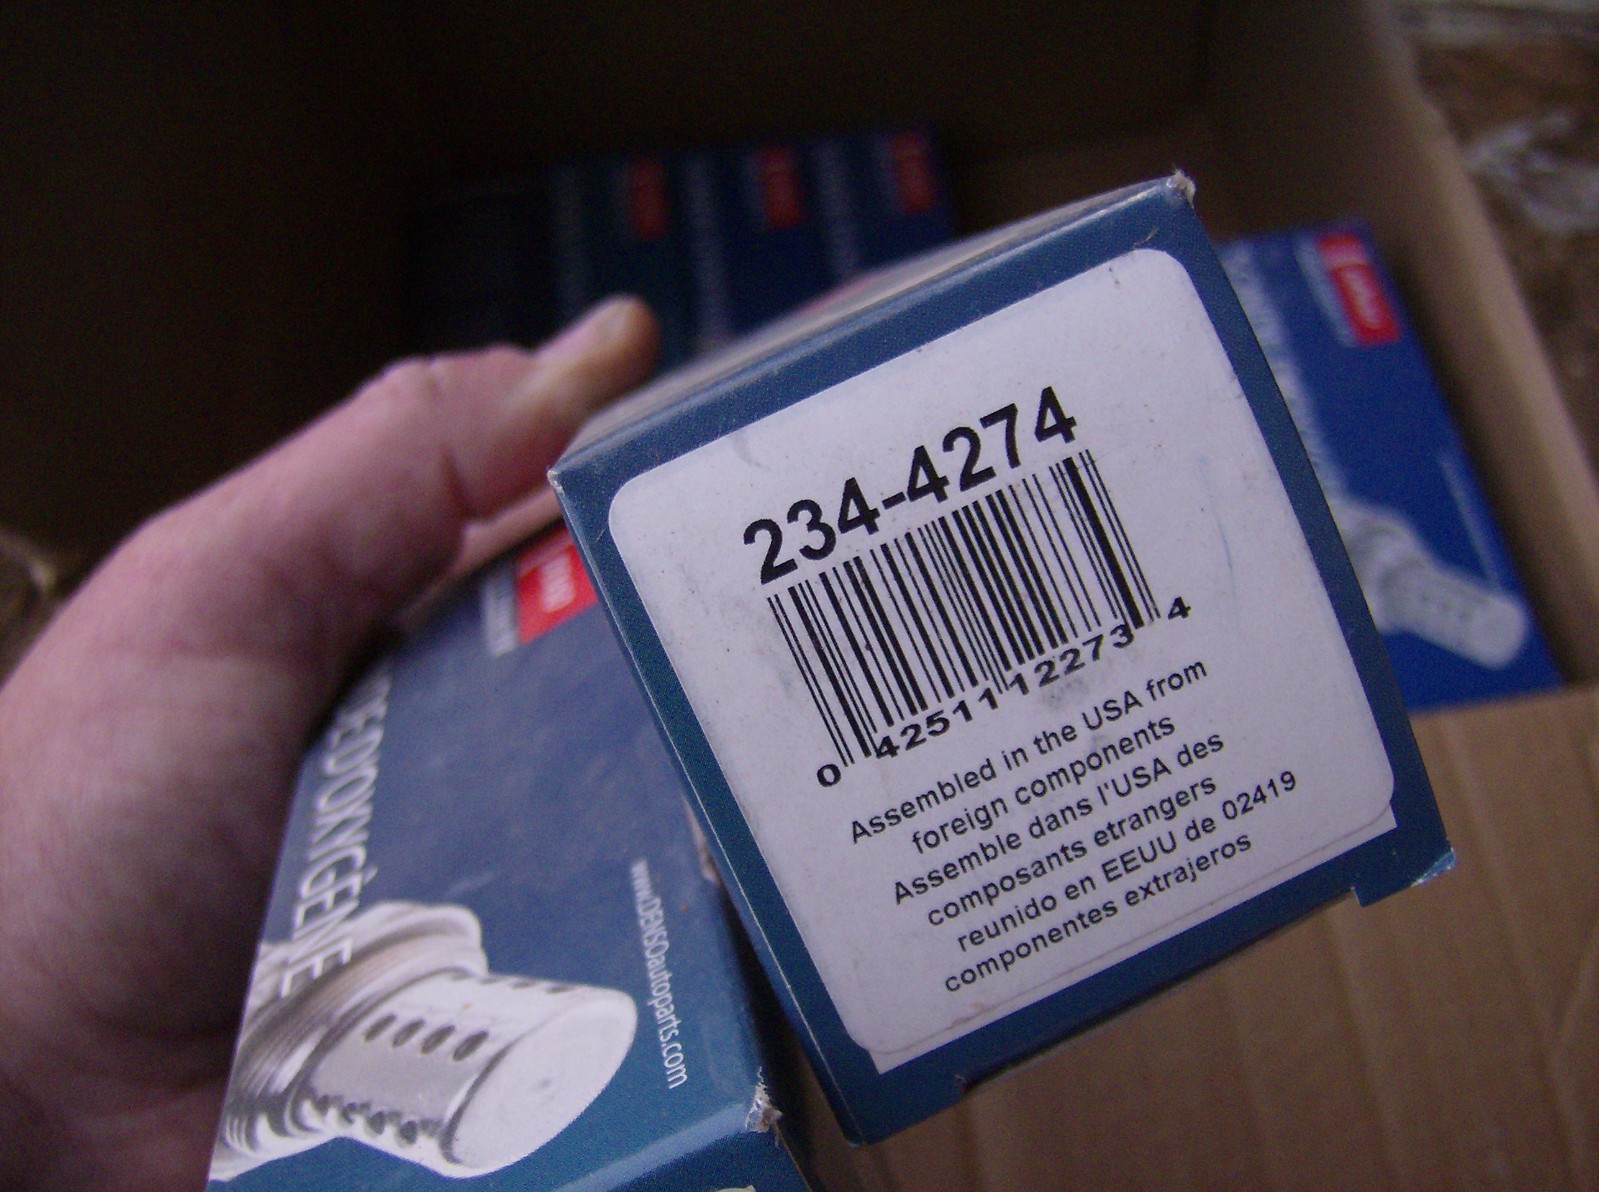 234-4274
0 42511 12273 4
Assembled in the USA from
foreign components
Assemble dans l'USA des
composants etrangers
reunido en EEUU de 02419
componentes extrajeros
D'OXYGÈNE
www.DENSOautoparts.com